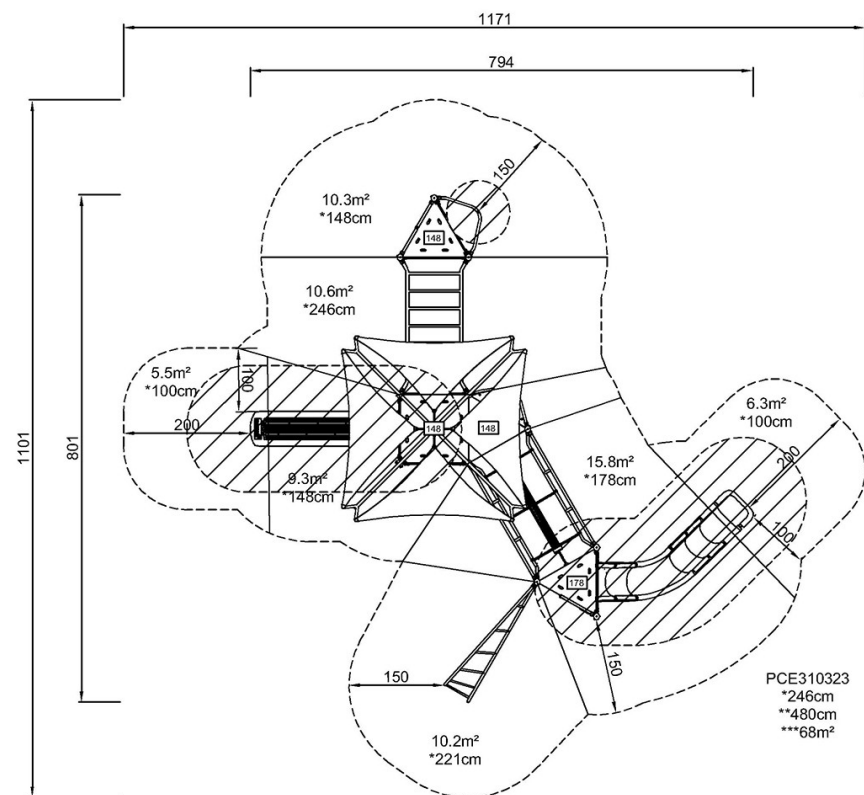 1171
794
150
10.3m²
*148cm
148
10.6m²
*246cm
1101
801
5.5m²
*100cm
100
200
148
148
6.3m²
*100cm
200
9.3m²
*148cm
15.8m²
*178cm
100
178
150
150
10.2m²
*221cm
PCE310323
*246cm
**480cm
***68m²